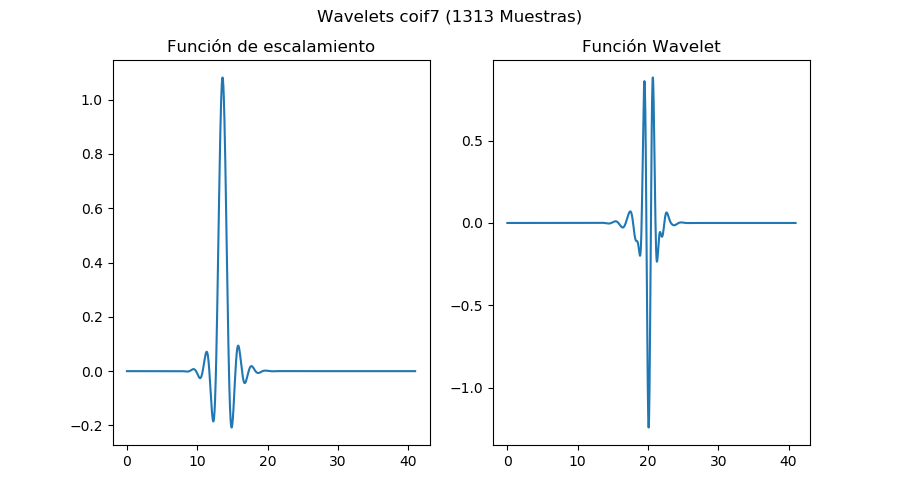 Wavelets coif7 (1313 Muestras)
Función de escalamiento
1.0
0.8
0.6
0.4
0.2
0.0
−0.2
0 10 20 30 40
Función Wavelet
0.5
0.0
−0.5
−1.0
0 10 20 30 40